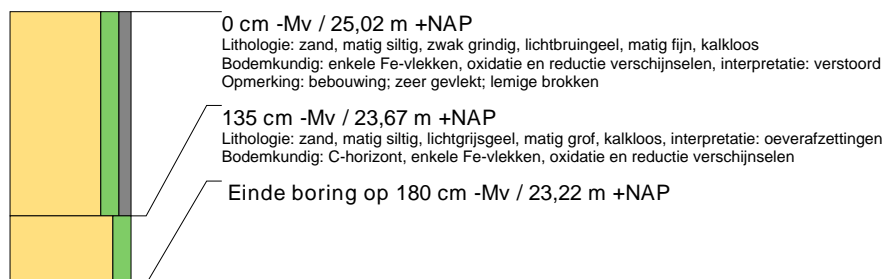 0 cm -Mv / 25,02 m +NAP
Lithologie: zand, matig siltig, zwak grindig, lichtbruingeel, matig fijn, kalkloos
Bodemkundig: enkele Fe-vlekken, oxidatie en reductie verschijnselen, interpretatie: verstoord
Opmerking: bebouwing; zeer gevlekt; lemige brokken
135 cm -Mv / 23,67 m +NAP
Lithologie: zand, matig siltig, lichtgrijsgeel, matig grof, kalkloos, interpretatie: oeverafzettingen
Bodemkundig: C-horizont, enkele Fe-vlekken, oxidatie en reductie verschijnselen
Einde boring op 180 cm -Mv / 23,22 m +NAP